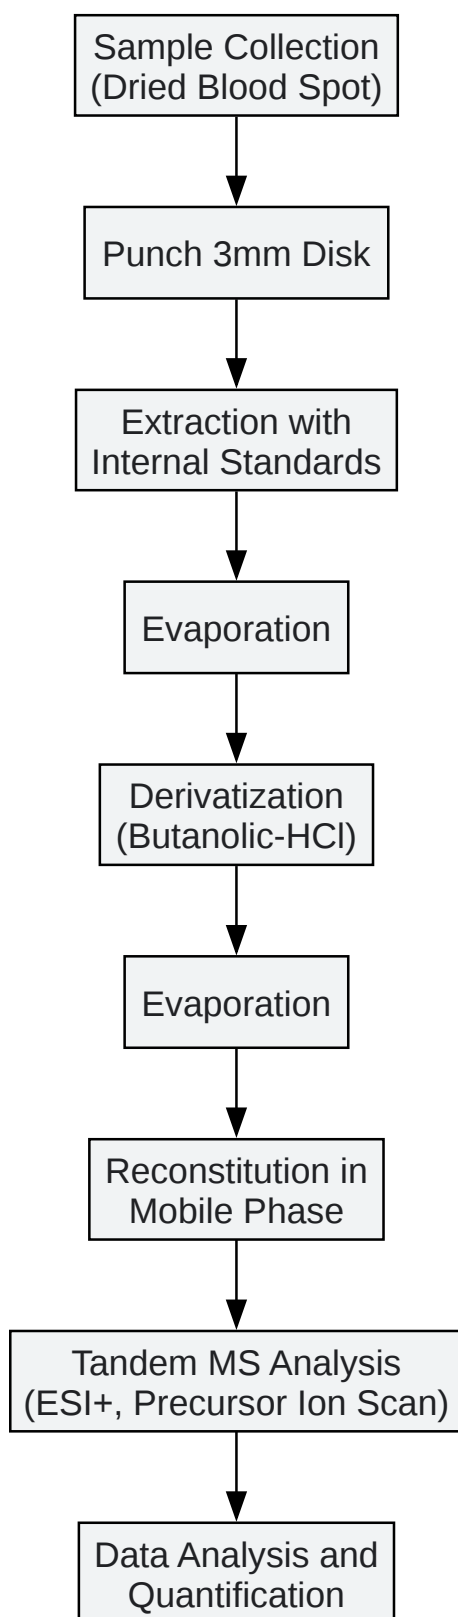 Sample Collection
(Dried Blood Spot)
Punch 3mm Disk
Extraction with
Internal Standards
Evaporation
Derivatization
(Butanolic-HCl)
Evaporation
Reconstitution in
Mobile Phase
Tandem MS Analysis
(ESI+, Precursor Ion Scan)
Data Analysis and
Quantification